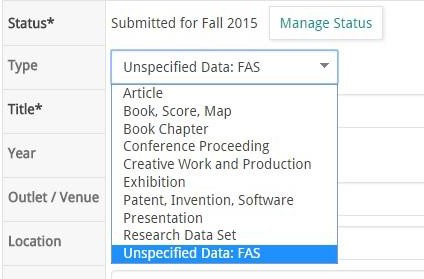 Status* Submitted for Fall 2015 Manage Status
Type Unspecified Data: FAS
Article
Title* Book, Score, Map
Book Chapter
Conference Proceeding
Year Creative Work and Production
Exhibition
Outlet / Venue Patent, Invention, Software
Presentation
Location Research Data Set
Unspecified Data: FAS